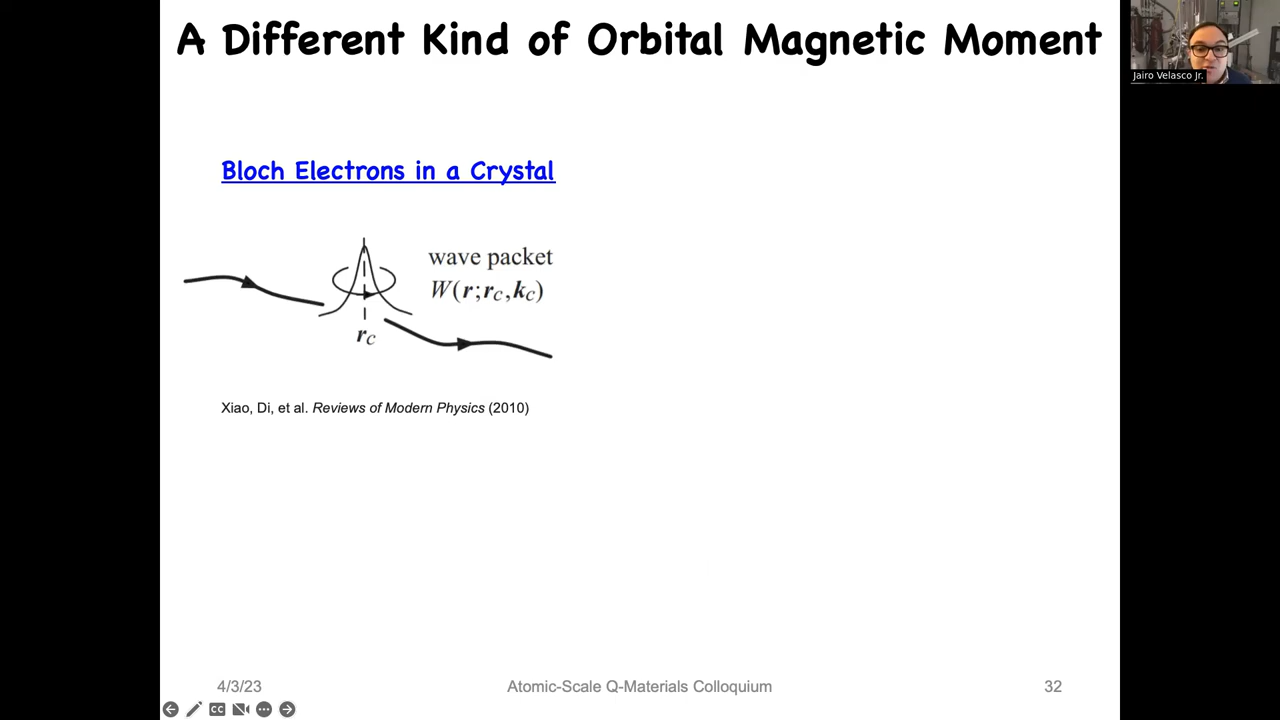 A Different Kind of Orbital Magnetic Moment
Jairo Velasco Jr.
Bloch Electrons in a Crystal
wave packet
W(r;rC,kC)
rC
Xiao, Di, et al. Reviews of Modern Physics (2010)
4/3/23
Atomic-Scale Q-Materials Colloquium
32
CC